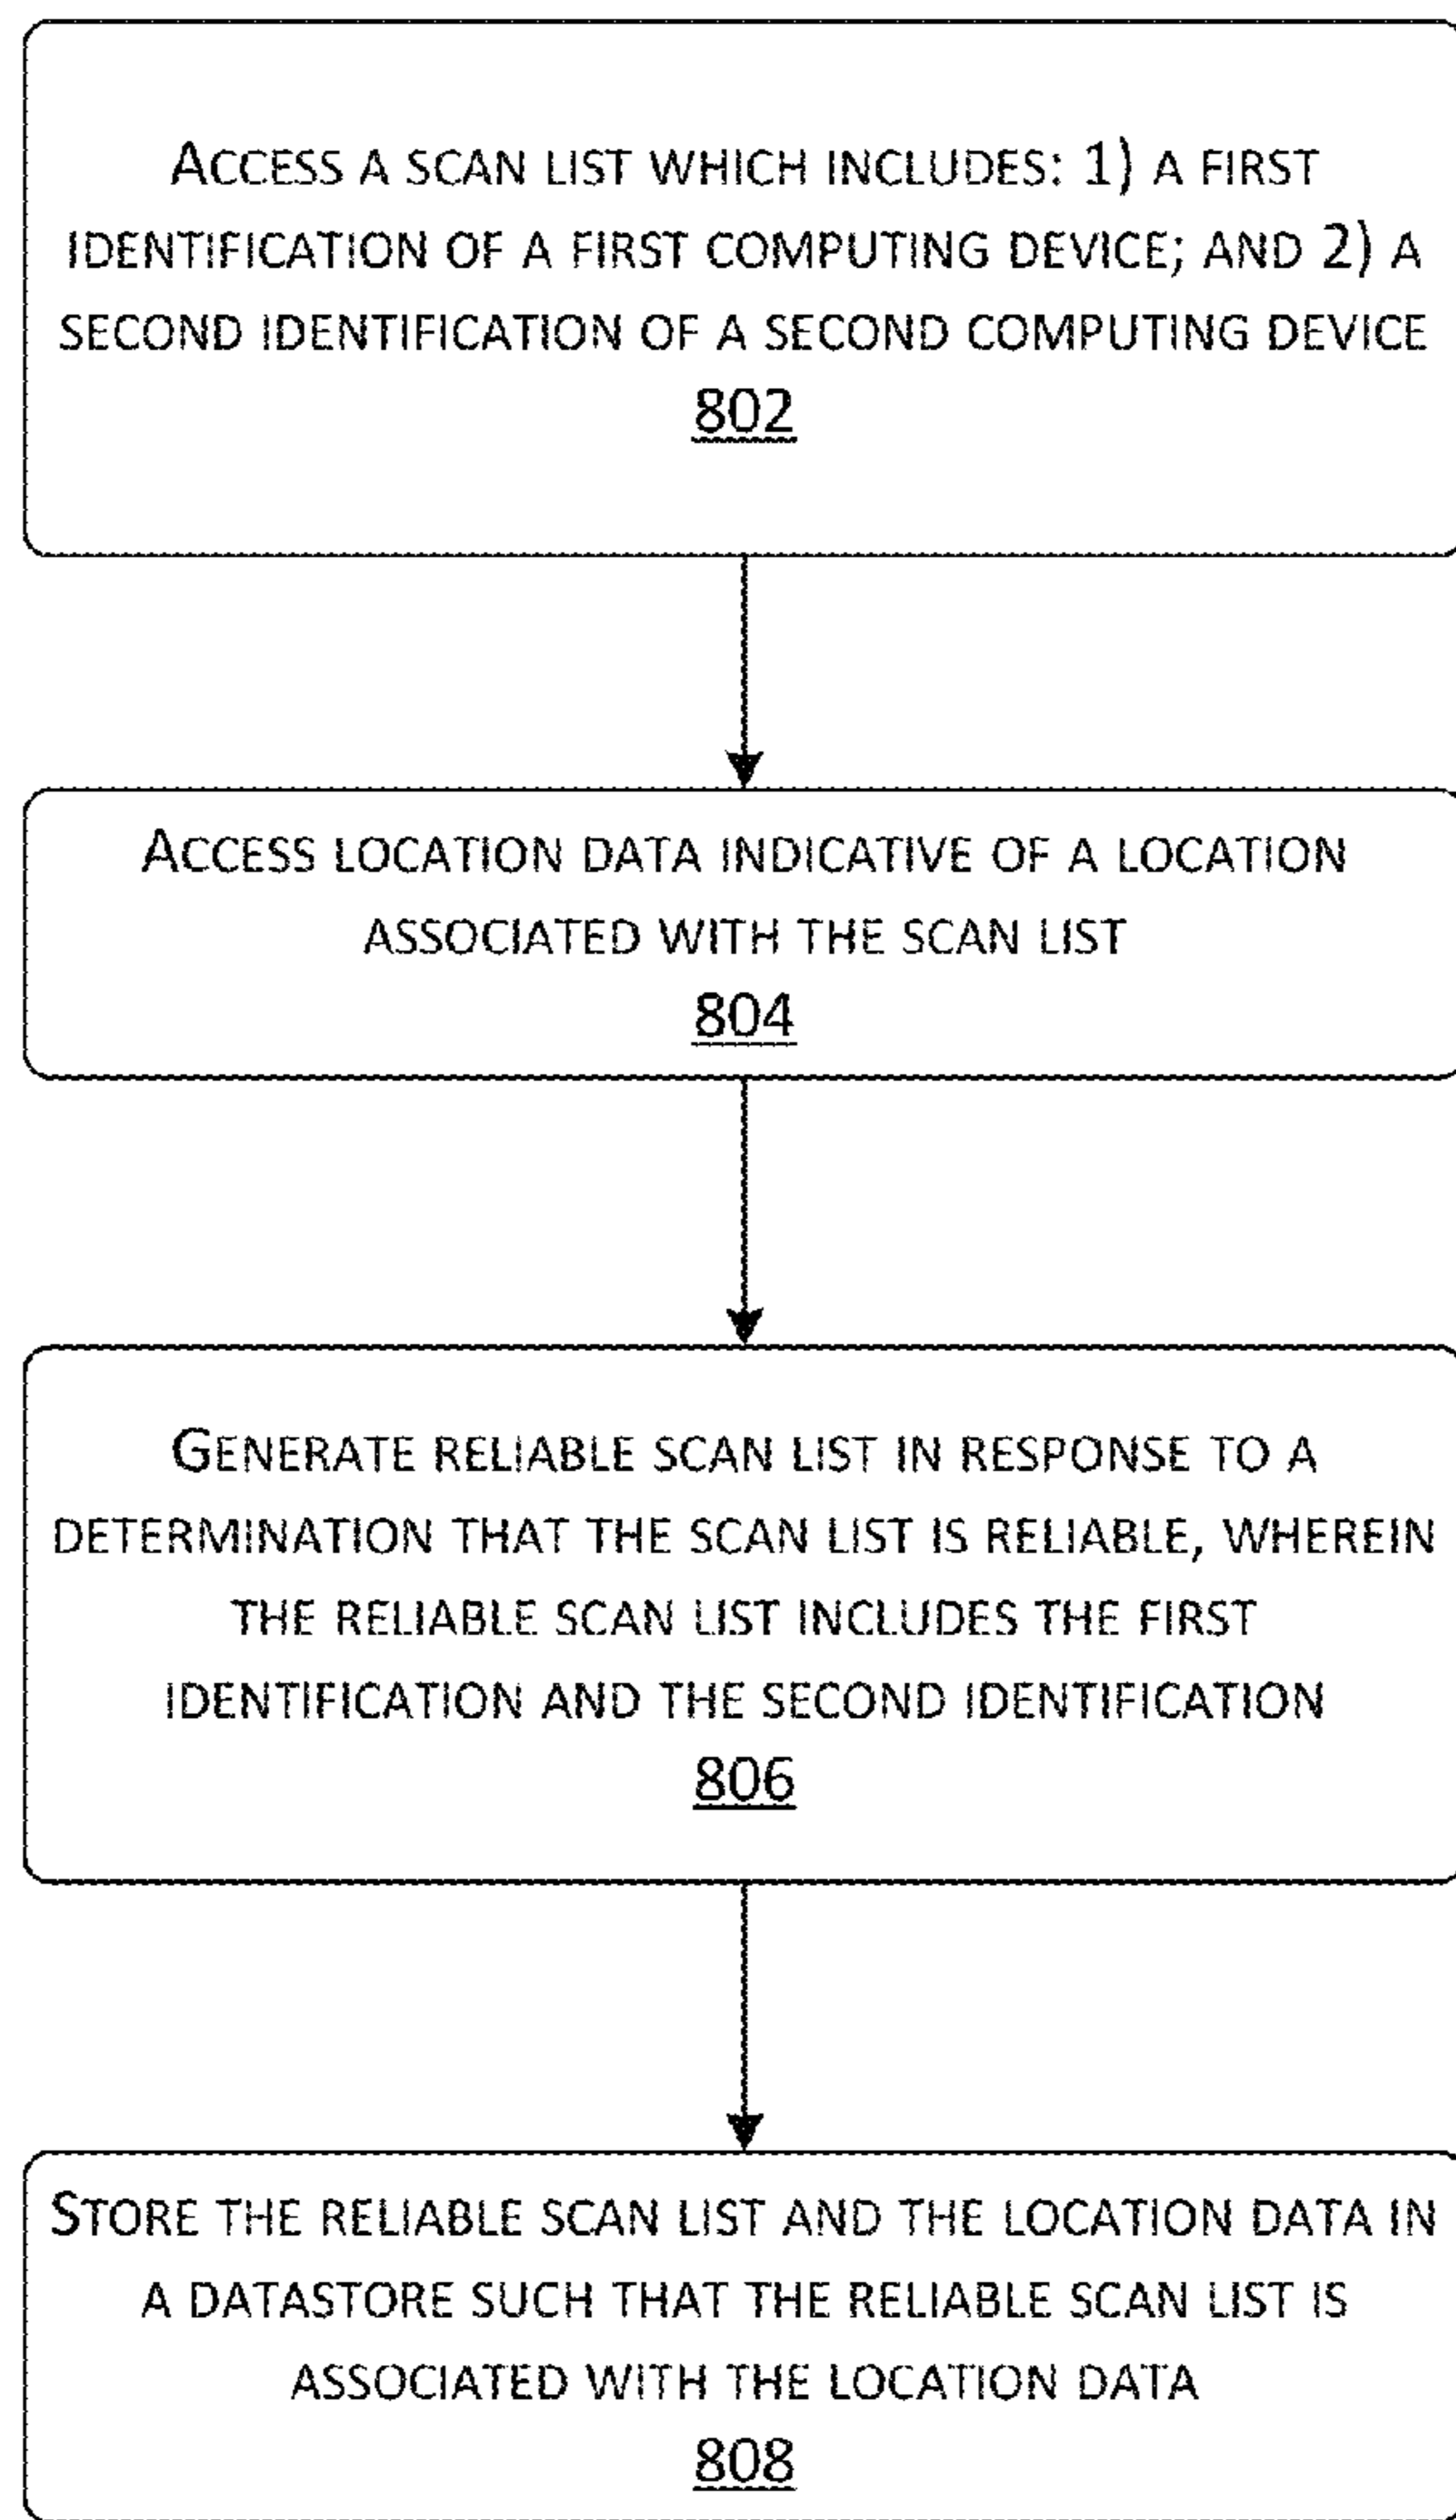 ACCESS A SCAN LIST WHICH INCLUDES: 1) A FIRST
IDENTIFICATION OF A FIRST COMPUTING DEVICE; AND 2) A
SECOND IDENTIFICATION OF A SECOND COMPUTING DEVICE
802
ACCESS LOCATION DATA INDICATIVE OF A LOCATION
ASSOCIATED WITH THE SCAN LIST
804
GENERATE RELIABLE SCAN LIST IN RESPONSE TO A
DETERMINATION THAT THE SCAN LIST IS RELIABLE, WHEREIN
THE RELIABLE SCAN LIST INCLUDES THE FIRST
IDENTIFICATION AND THE SECOND IDENTIFICATION
806
STORE THE RELIABLE SCAN LIST AND THE LOCATION DATA IN
A DATASTORE SUCH THAT THE RELIABLE SCAN LIST IS
ASSOCIATED WITH THE LOCATION DATA
808